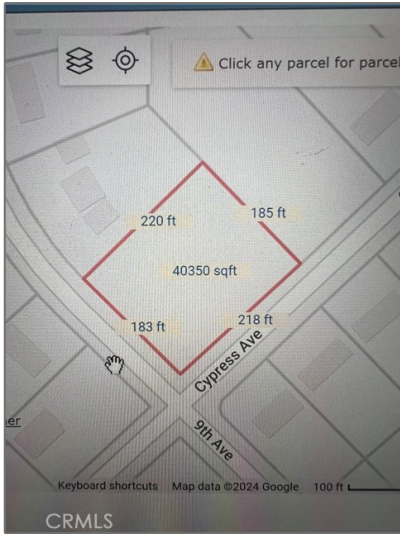 Click any parcel for parcel
220 ft
185 ft
40350 sqft
183 ft
218 ft
Cypress Ave
9th Ave
er
Keyboard shortcuts Map data ©2024 Google 100 ft
CRMLS